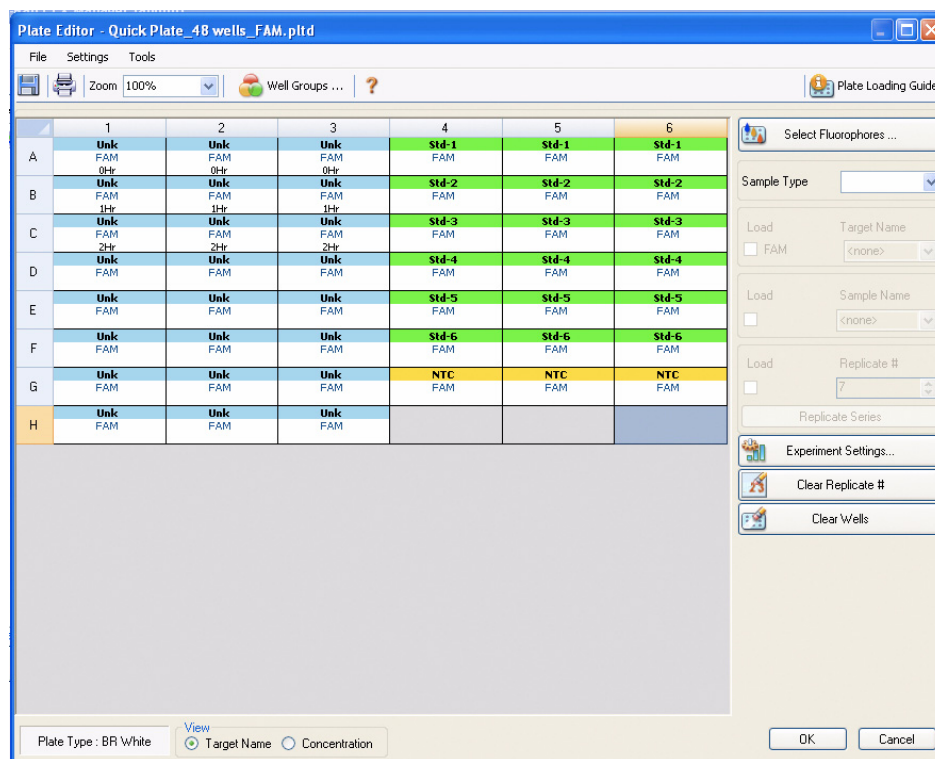 Plate Editor - Quick Plate_48 wells_FAM.pltd
File Settings Tools
Zoom 100% Well Groups ... ? Plate Loading Guide
1 2 3 4 5 6
Unk Unk Unk Std-1 Std-1 Std-1
A FAM FAM FAM FAM FAM FAM
0Hr 0Hr 0Hr
Unk Unk Unk Std-2 Std-2 Std-2
B FAM FAM FAM FAM FAM FAM
1Hr 1Hr 1Hr
Unk Unk Unk Std-3 Std-3 Std-3
C FAM FAM FAM FAM FAM FAM
2Hr 2Hr 2Hr
Unk Unk Unk Std-4 Std-4 Std-4
D FAM FAM FAM FAM FAM FAM
Unk Unk Unk Std-5 Std-5 Std-5
E FAM FAM FAM FAM FAM FAM
Unk Unk Unk Std-6 Std-6 Std-6
F FAM FAM FAM FAM FAM FAM
Unk Unk Unk NTC NTC NTC
G FAM FAM FAM FAM FAM FAM
Unk Unk Unk
H FAM FAM FAM
Select Fluorophores ...
Sample Type
Load Target Name
FAM <none>
Load Sample Name
<none>
Load Replicate #
7
Replicate Series
Experiment Settings...
Clear Replicate #
Clear Wells
Plate Type : BR White
View
Target Name Concentration
OK Cancel